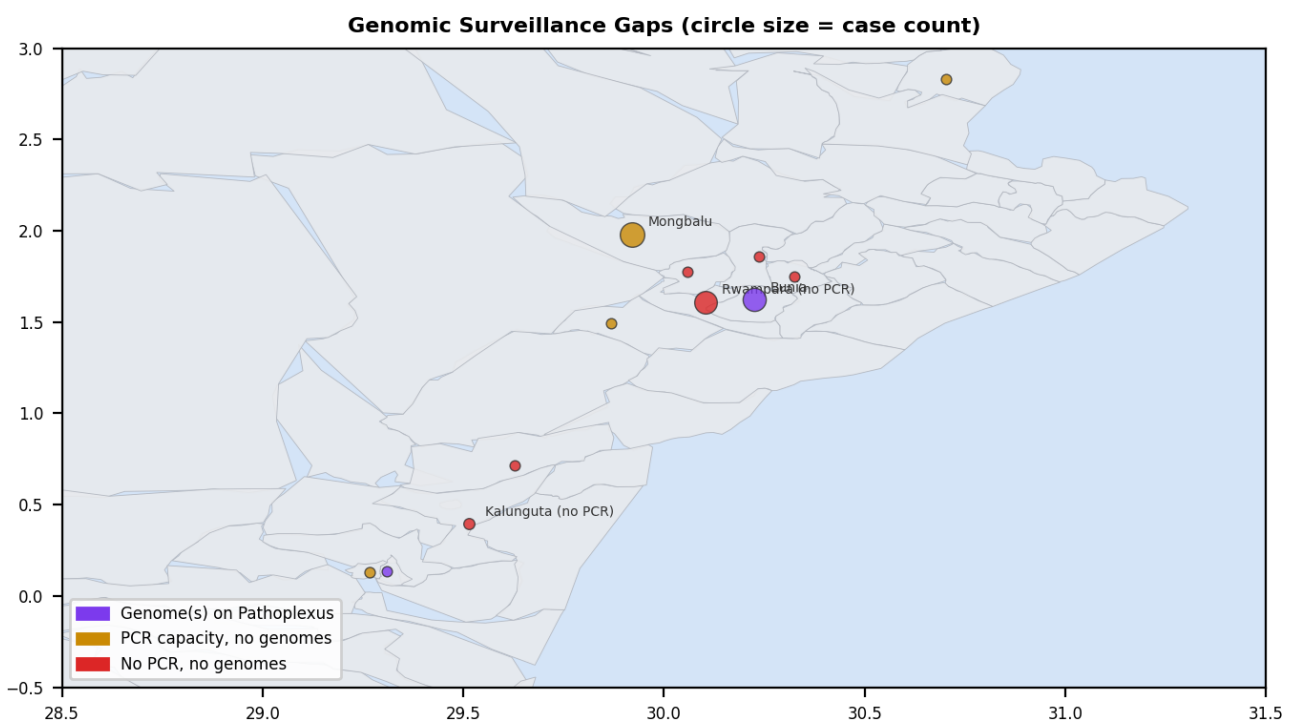 Genomic Surveillance Gaps (circle size = case count)
3.0
2.5
2.0
1.5
1.0
0.5
0.0
−0.5
Mongbalu
Bunia
Rwampara (no PCR)
Kalunguta (no PCR)
Genome(s) on Pathoplexus
PCR capacity, no genomes
No PCR, no genomes
28.5 29.0 29.5 30.0 30.5 31.0 31.5